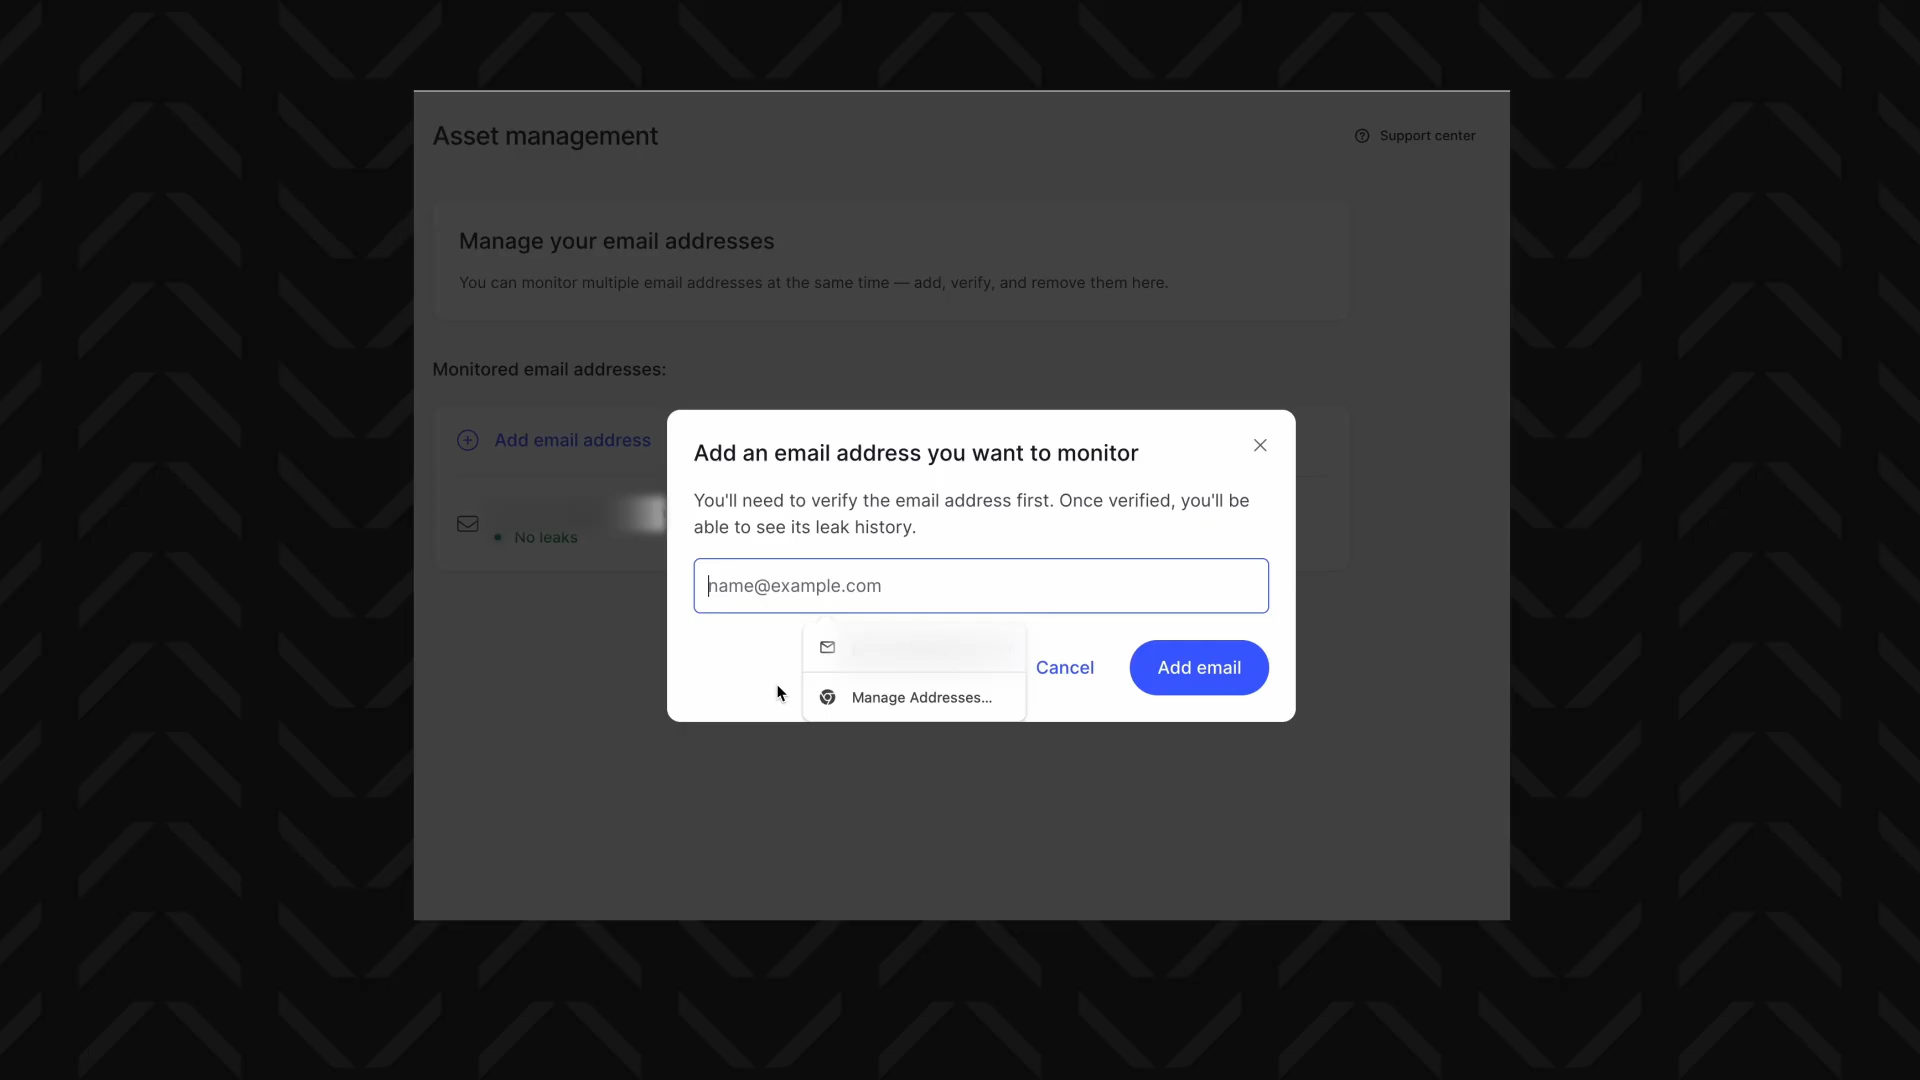 Asset management
Support center
Manage your email addresses
You can monitor multiple email addresses at the same time — add, verify, and remove them here.
Monitored email addresses:
Add email address
No leaks
Add an email address you want to monitor
You'll need to verify the email address first. Once verified, you'll be
able to see its leak history.
name@example.com
Cancel
Add email
Manage Addresses...